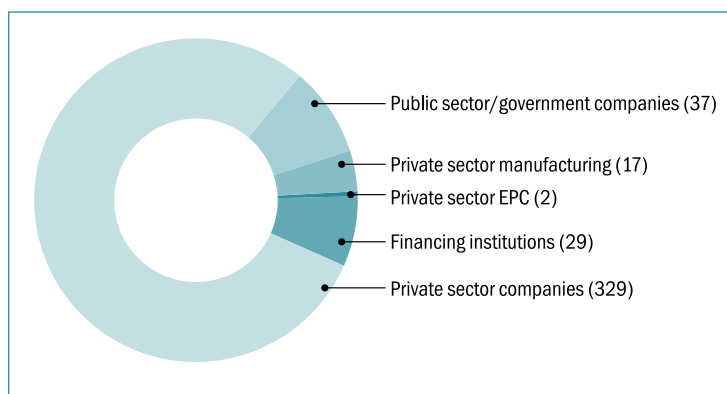 Public sector/government companies (37)
Private sector manufacturing (17)
Private sector EPC (2)
Financing institutions (29)
Private sector companies (329)